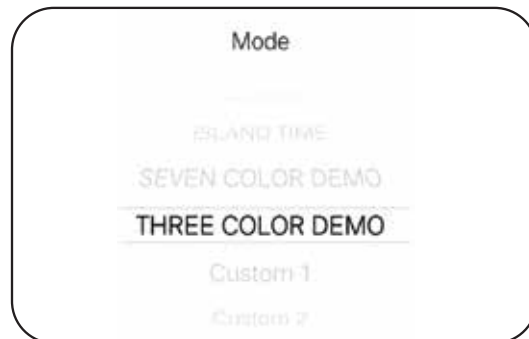 Mode
ISLAND TIME
SEVEN COLOR DEMO
THREE COLOR DEMO
Custom 1
Custom 2